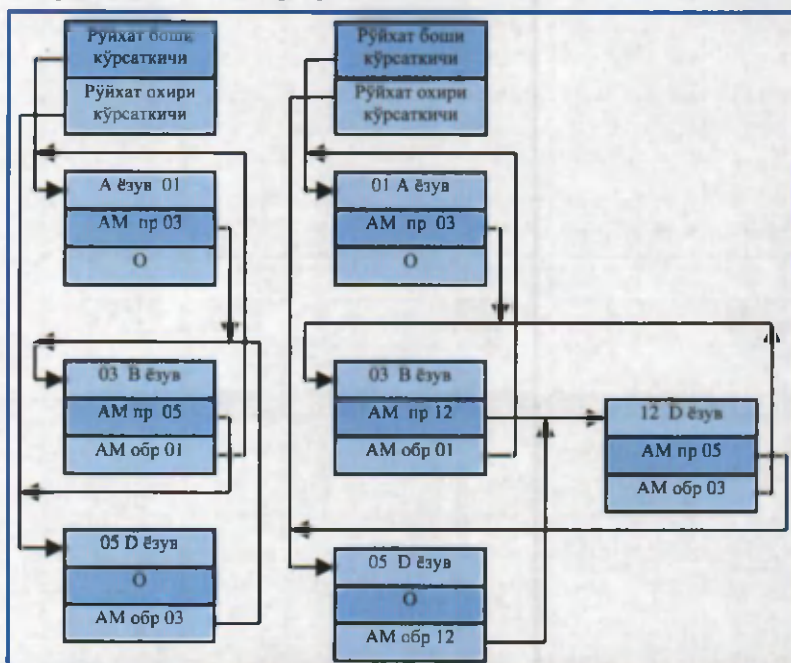 Рўйхат боши
кўрсаткичи
Рўйхат охири
кўрсаткичи
А ёзув 01
АМ пр 03
О
03 В ёзув
АМ пр 05
АМ обр 01
05 D ёзув
О
АМ обр 03
Рўйхат боши
кўрсаткичи
Рўйхат охири
кўрсаткичи
01 А ёзув
АМ пр 03
О
03 В ёзув
АМ пр 12
АМ обр 01
12 D ёзув
АМ пр 05
АМ обр 03
05 D ёзув
О
АМ обр 12